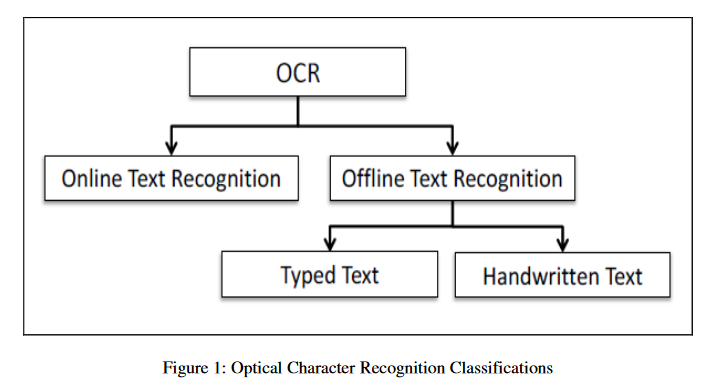 OCR
Online Text Recognition
Offline Text Recognition
Typed Text
Handwritten Text
Figure 1: Optical Character Recognition Classifications